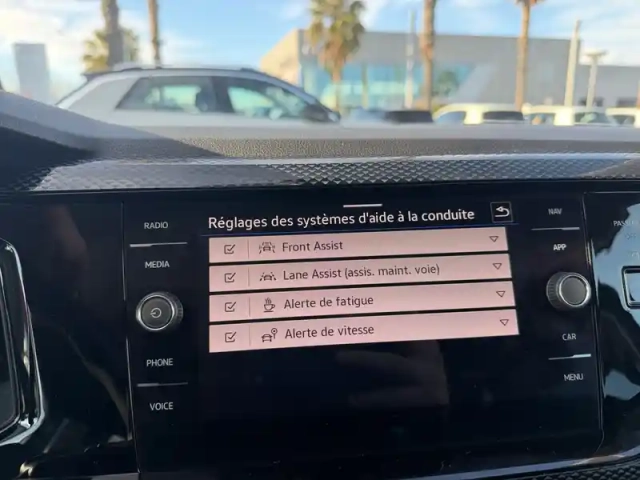 RADIO
MEDIA
PHONE
VOICE
Réglages des systèmes d'aide à la conduite
Front Assist
Lane Assist (assis. maint. voie)
Alerte de fatigue
Alerte de vitesse
NAV
APP
CAR
MENU